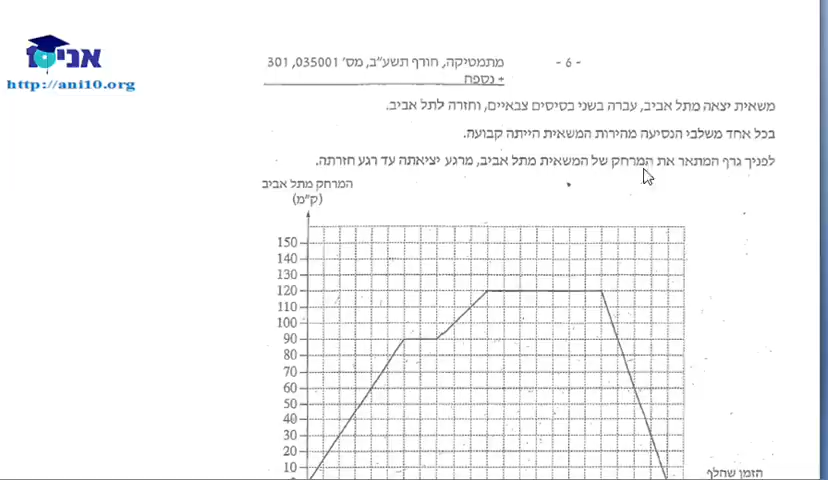 אני10
http://ani10.org
מתמטיקה, חורף תשע"ב, מס' 035001, 301
+ נספח
- 6 -
משאית יצאה מתל אביב, עברה בשני בסיסים צבאיים, וחזרה לתל אביב.
בכל אחד משלבי הנסיעה מהירות המשאית הייתה קבועה.
לפניך גרף המתאר את המרחק של המשאית מתל אביב, מרגע יציאתה עד רגע חזרתה.
המרחק מתל אביב
(ק"מ)
150
140
130
120
110
100
90
80
70
60
50
40
30
20
10
הזמן שחלף